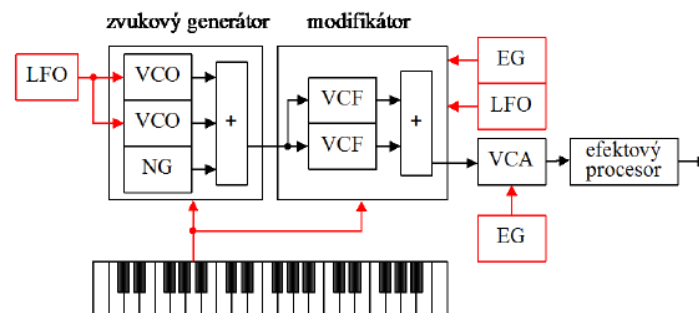 zvukový generátor
modifikátor
LFO
VCO
VCO
NG
+
VCF
VCF
+
EG
LFO
VCA
EG
efektový
procesor